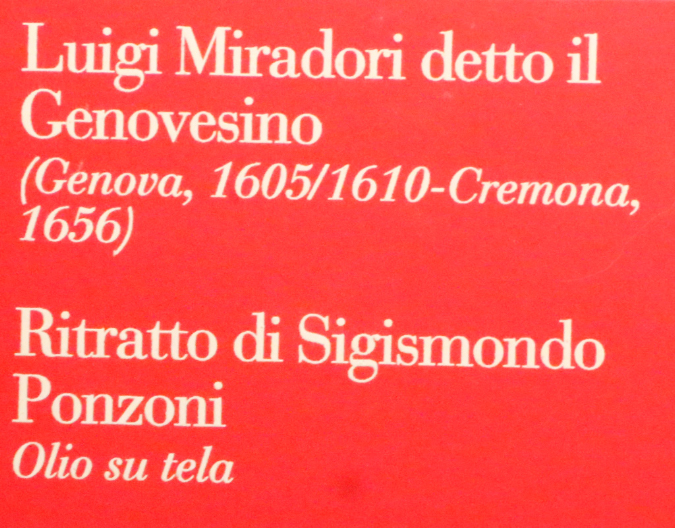 Luigi Miradori detto il
Genovesino
(Genova, 1605/1610-Cremona,
1656)
Ritratto di Sigismondo
Ponzoni
Olio su tela